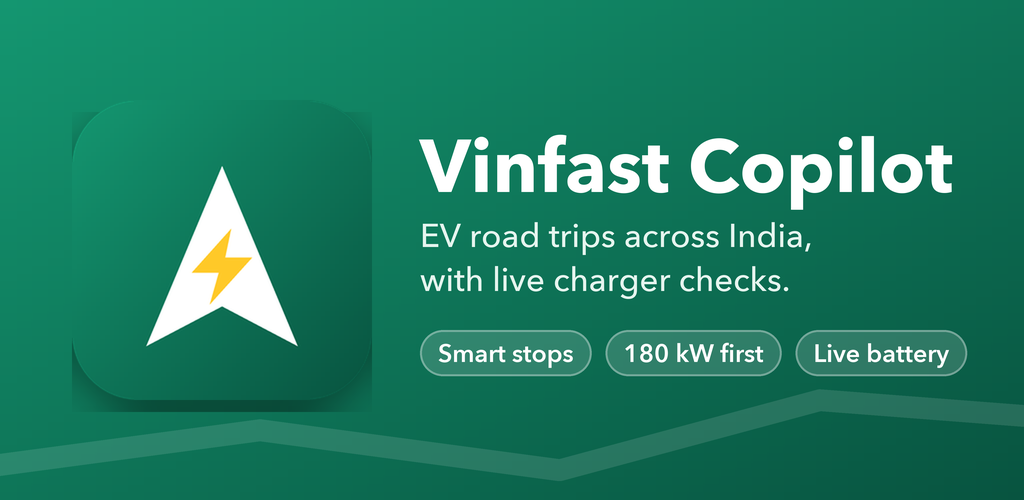 Vinfast Copilot
EV road trips across India,
with live charger checks.
Smart stops 180 kW first Live battery